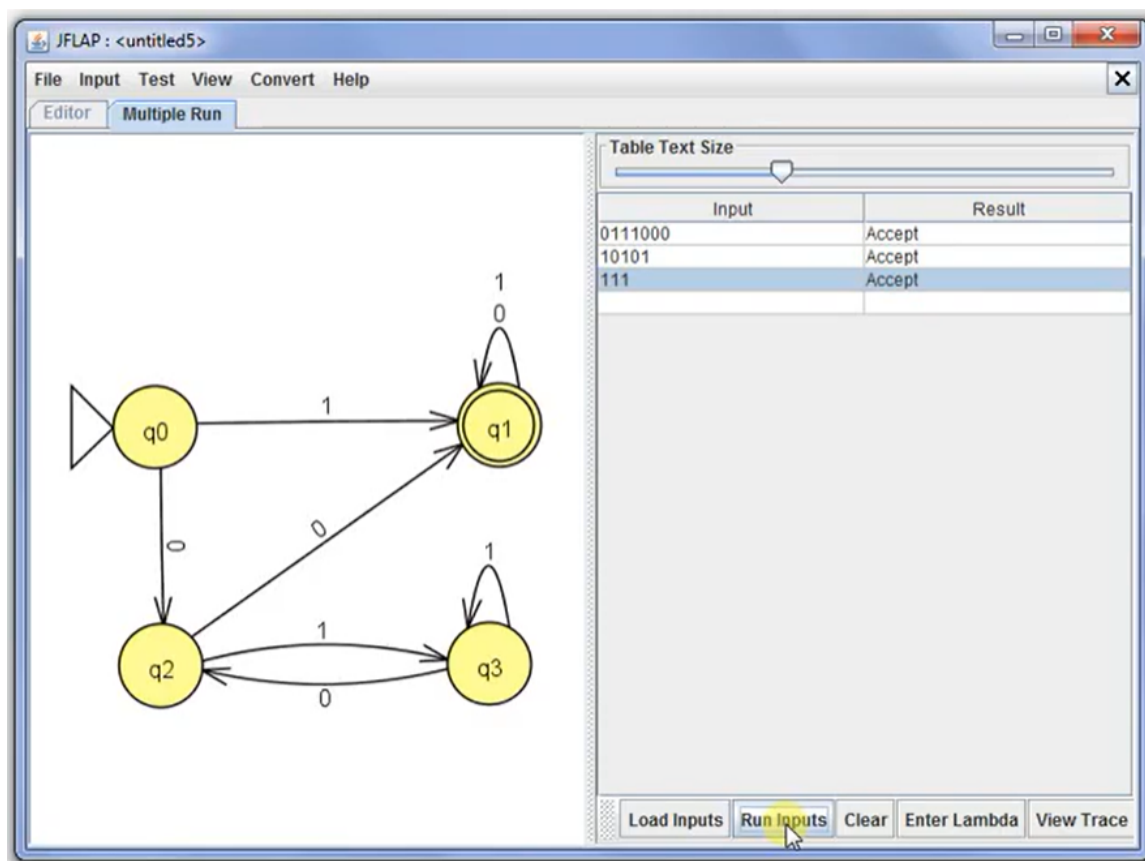 JFLAP : <untitled5>
File Input Test View Convert Help
Editor Multiple Run
Table Text Size
Input Result
0111000 Accept
10101 Accept
111 Accept
1
0
1
q0
q1
0
0
1
1
q2
q3
0
Load Inputs Run Inputs Clear Enter Lambda View Trace